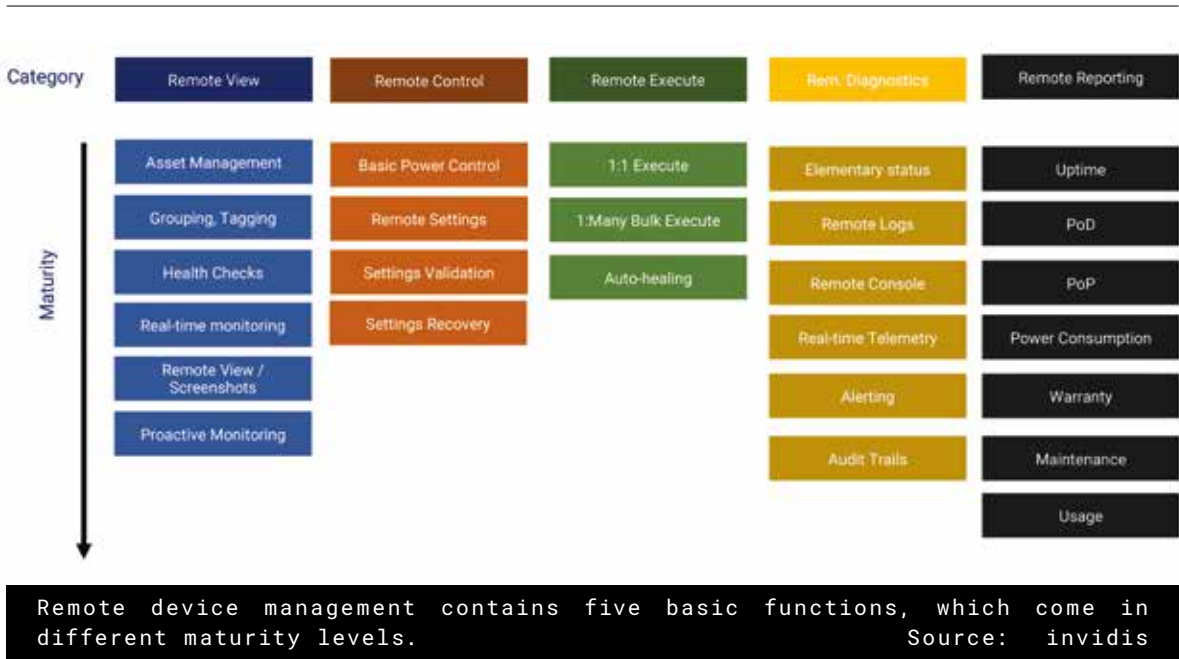 Category
Remote View
Remote Control
Remote Execute
Rem. Diagnostics
Remote Reporting
Maturity
Asset Management
Grouping, Tagging
Health Checks
Real-time monitoring
Remote View /
Screenshots
Proactive Monitoring
Basic Power Control
Remote Settings
Settings Validation
Settings Recovery
1:1 Execute
1:Many Bulk Execute
Auto-healing
Elementary status
Remote Logs
Remote Console
Real-time Telemetry
Alerting
Audit Trails
Uptime
PoD
PoP
Power Consumption
Warranty
Maintenance
Usage
Remote device management contains five basic functions, which come in
different maturity levels. Source: invidis